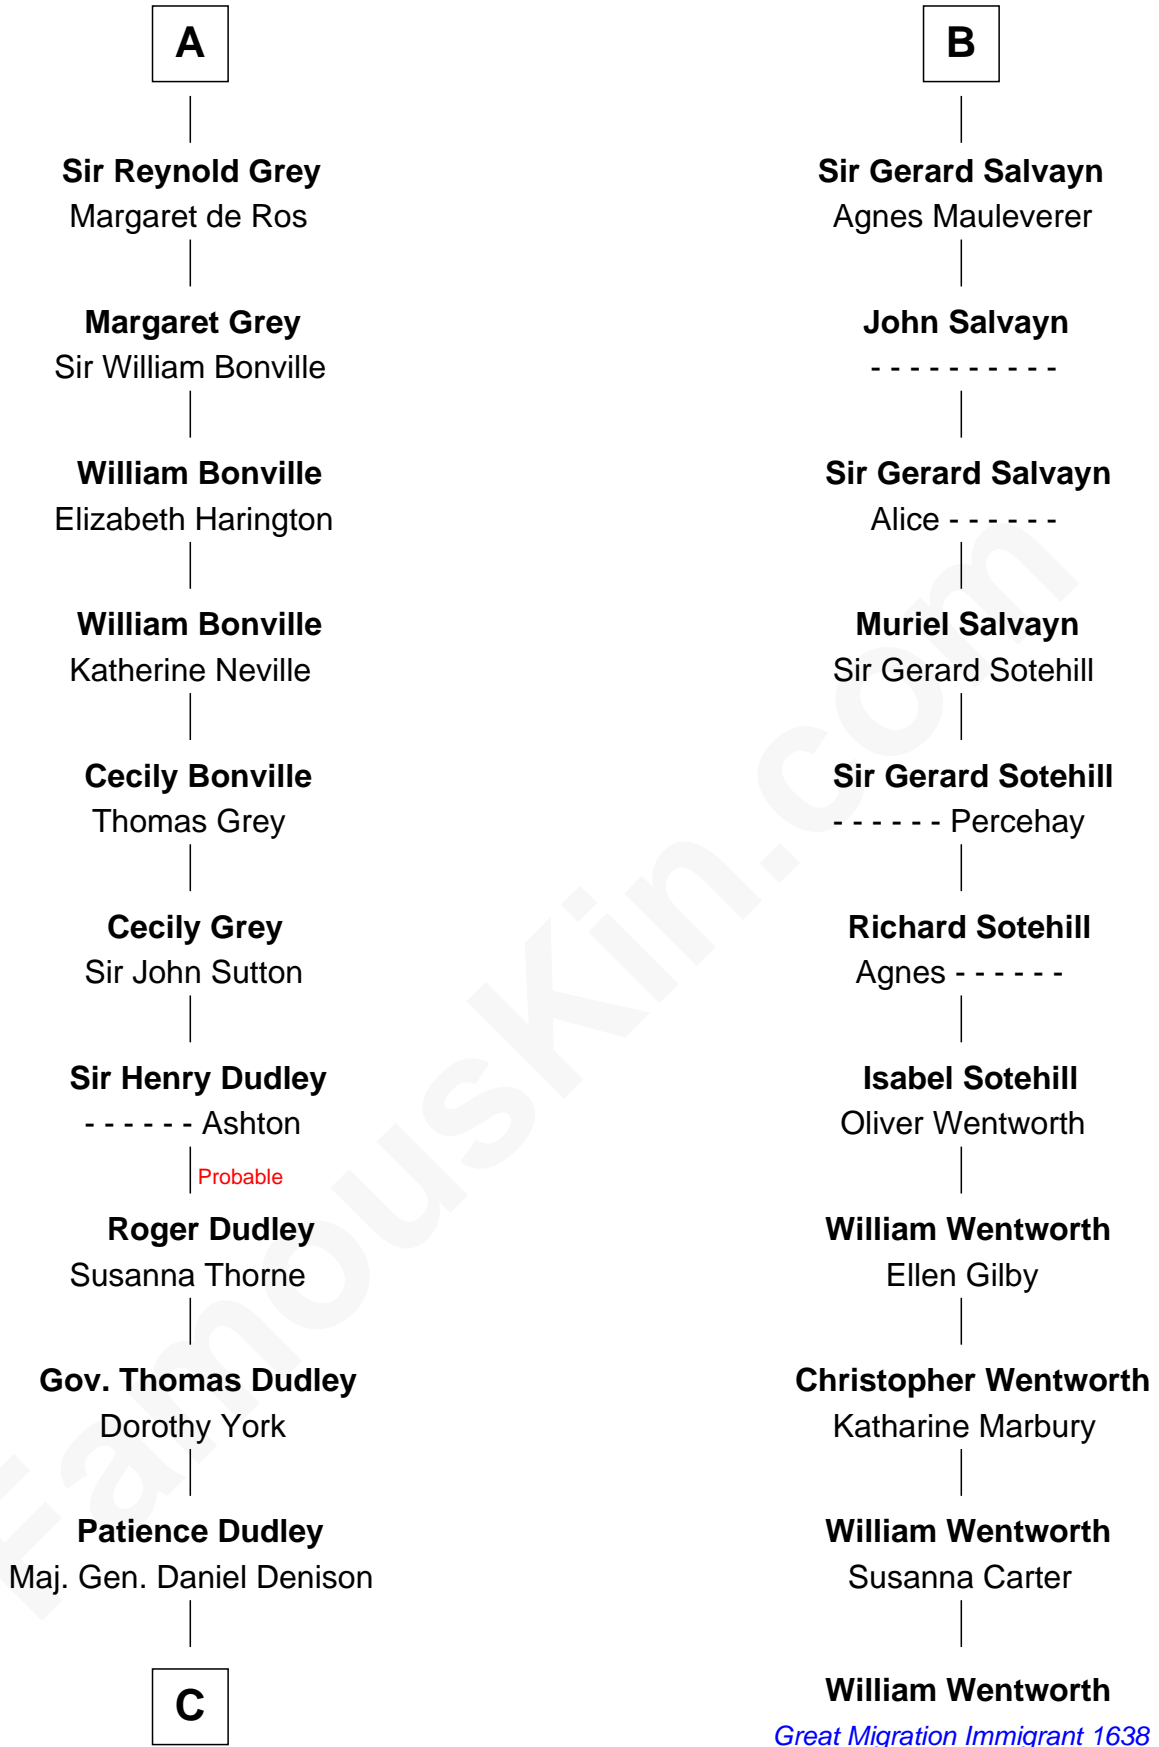 A
Sir Reynold Grey
Margaret de Ros
Margaret Grey
Sir William Bonville
William Bonville
Elizabeth Harington
William Bonville
Katherine Neville
Cecily Bonville
Thomas Grey
Cecily Grey
Sir John Sutton
Sir Henry Dudley
- - - - - - Ashton
Probable
Roger Dudley
Susanna Thorne
Gov. Thomas Dudley
Dorothy York
Patience Dudley
Maj. Gen. Daniel Denison
C
B
Sir Gerard Salvayn
Agnes Mauleverer
John Salvayn
- - - - - - - - - -
Sir Gerard Salvayn
Alice - - - - - -
Muriel Salvayn
Sir Gerard Sotehill
Sir Gerard Sotehill
- - - - - - Percehay
Richard Sotehill
Agnes - - - - - -
Isabel Sotehill
Oliver Wentworth
William Wentworth
Ellen Gilby
Christopher Wentworth
Katharine Marbury
William Wentworth
Susanna Carter
William Wentworth
Great Migration Immigrant 1638
FamousKin.com